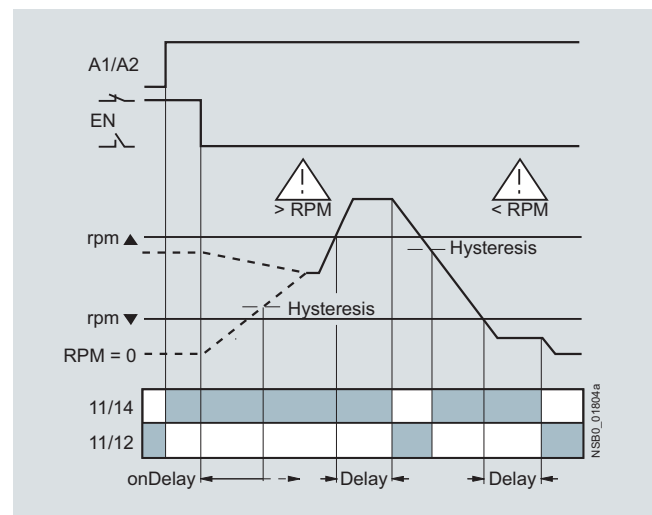 A1/A2
EN
> RPM
< RPM
rpm ▲
Hysteresis
Hysteresis
rpm ▼
RPM = 0
11/14
11/12
NSB0_01804a
onDelay
Delay
Delay